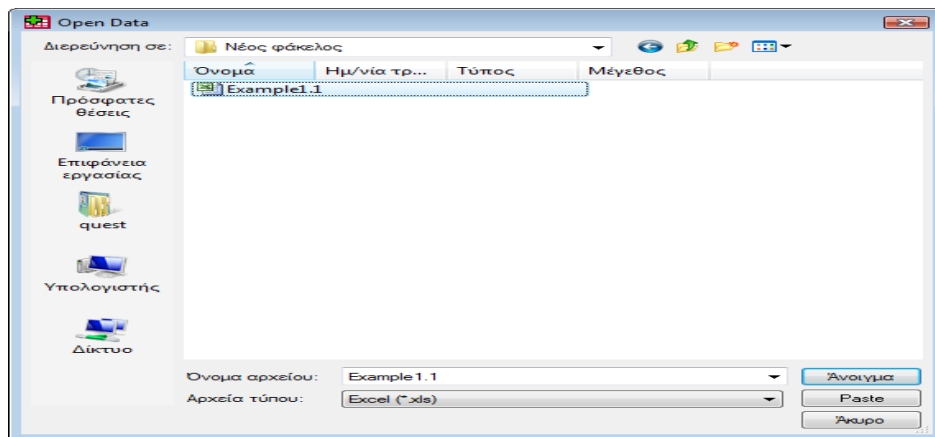 Open Data
Διερεύνηση σε: Νέος φάκελος
Όνομα Ημ/νία τρ... Τύπος Μέγεθος
Example1.1
Πρόσφατες
θέσεις
Επιφάνεια
εργασίας
quest
Υπολογιστής
Δίκτυο
Όνομα αρχείου: Example1.1 Άνοιγμα
Αρχεία τύπου: Excel (*.xls) Paste
Άκυρο